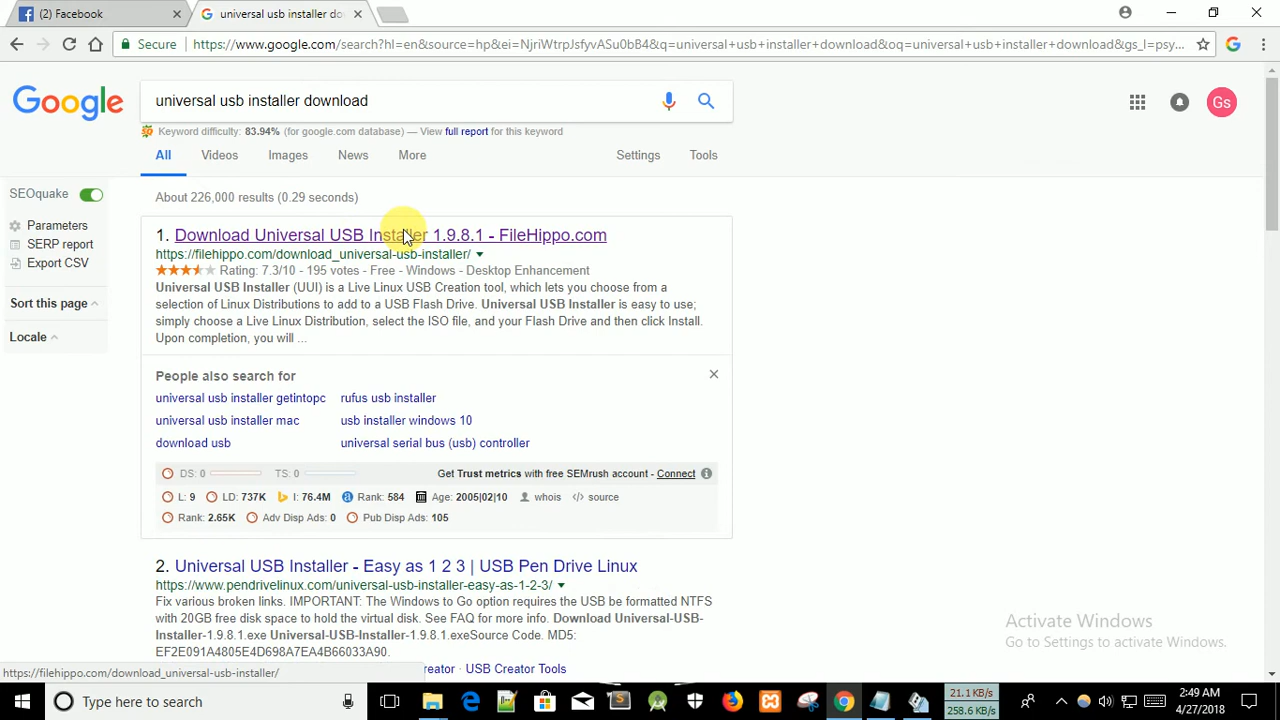 (2) Facebook
universal usb installer do
Secure https://www.google.com/search?hl=en&source=hp&ei=NjriWtrpJsfyvASu0bB4&q=universal+usb+installer+download&oq=universal+usb+installer+download&gs_l=psy...
Google
universal usb installer download
Gs
Keyword difficulty: 83.94% (for google.com database) — View full report for this keyword
All Videos Images News More Settings Tools
SEOquake
About 226,000 results (0.29 seconds)
Parameters
SERP report
Export CSV
Sort this page
Locale
1. Download Universal USB Installer 1.9.8.1 - FileHippo.com
https://filehippo.com/download_universal-usb-installer/
Rating: 7.3/10 - 195 votes - Free - Windows - Desktop Enhancement
Universal USB Installer (UUI) is a Live Linux USB Creation tool, which lets you choose from a
selection of Linux Distributions to add to a USB Flash Drive. Universal USB Installer is easy to use;
simply choose a Live Linux Distribution, select the ISO file, and your Flash Drive and then click Install.
Upon completion, you will ...
People also search for
universal usb installer getintopc rufus usb installer
universal usb installer mac usb installer windows 10
download usb universal serial bus (usb) controller
DS: 0 TS: 0 Get Trust metrics with free SEMrush account - Connect
L: 9 LD: 737K I: 76.4M Rank: 584 Age: 2005|02|10 whois </> source
Rank: 2.65K Adv Disp Ads: 0 Pub Disp Ads: 105
2. Universal USB Installer - Easy as 1 2 3 | USB Pen Drive Linux
https://www.pendrivelinux.com/universal-usb-installer-easy-as-1-2-3/
Fix various broken links. IMPORTANT: The Windows to Go option requires the USB be formatted NTFS
with 20GB free disk space to hold the virtual disk. See FAQ for more info. Download Universal-USB-
Installer-1.9.8.1.exe Universal-USB-Installer-1.9.8.1.exeSource Code. MD5:
EF2E091A4805E4D698A7EA4B66033A90.
Activate Windows
Go to Settings to activate Windows.
https://filehippo.com/download_universal-usb-installer/
reator · USB Creator Tools
Type here to search
21.1 KB/s
258.6 KB/s
2:49 AM
4/27/2018